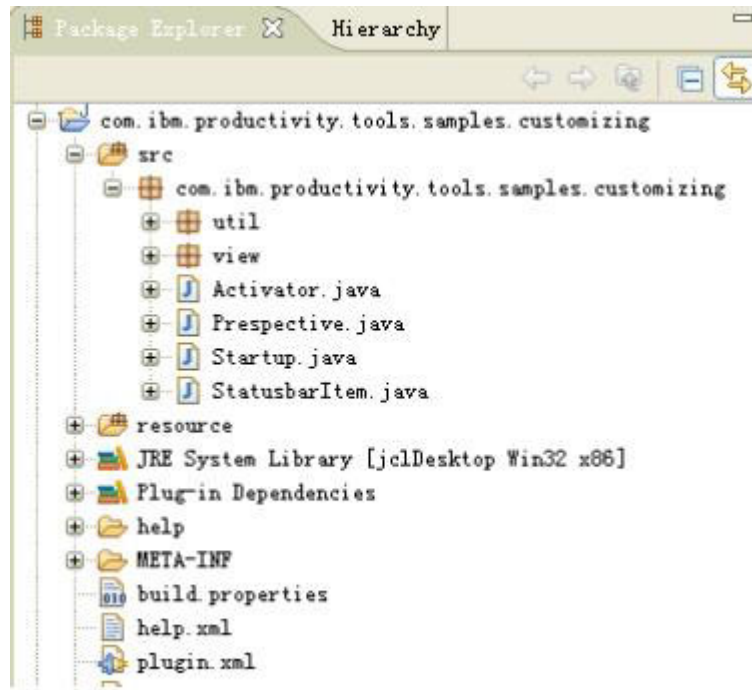 Package Explorer Hierarchy
com.ibm.productivity.tools.samples.customizing
src
com.ibm.productivity.tools.samples.customizing
util
view
Activator.java
Prespective.java
Startup.java
StatusbarItem.java
resource
JRE System Library [jclDesktop Win32 x86]
Plug-in Dependencies
help
META-INF
build.properties
help.xml
plugin.xml